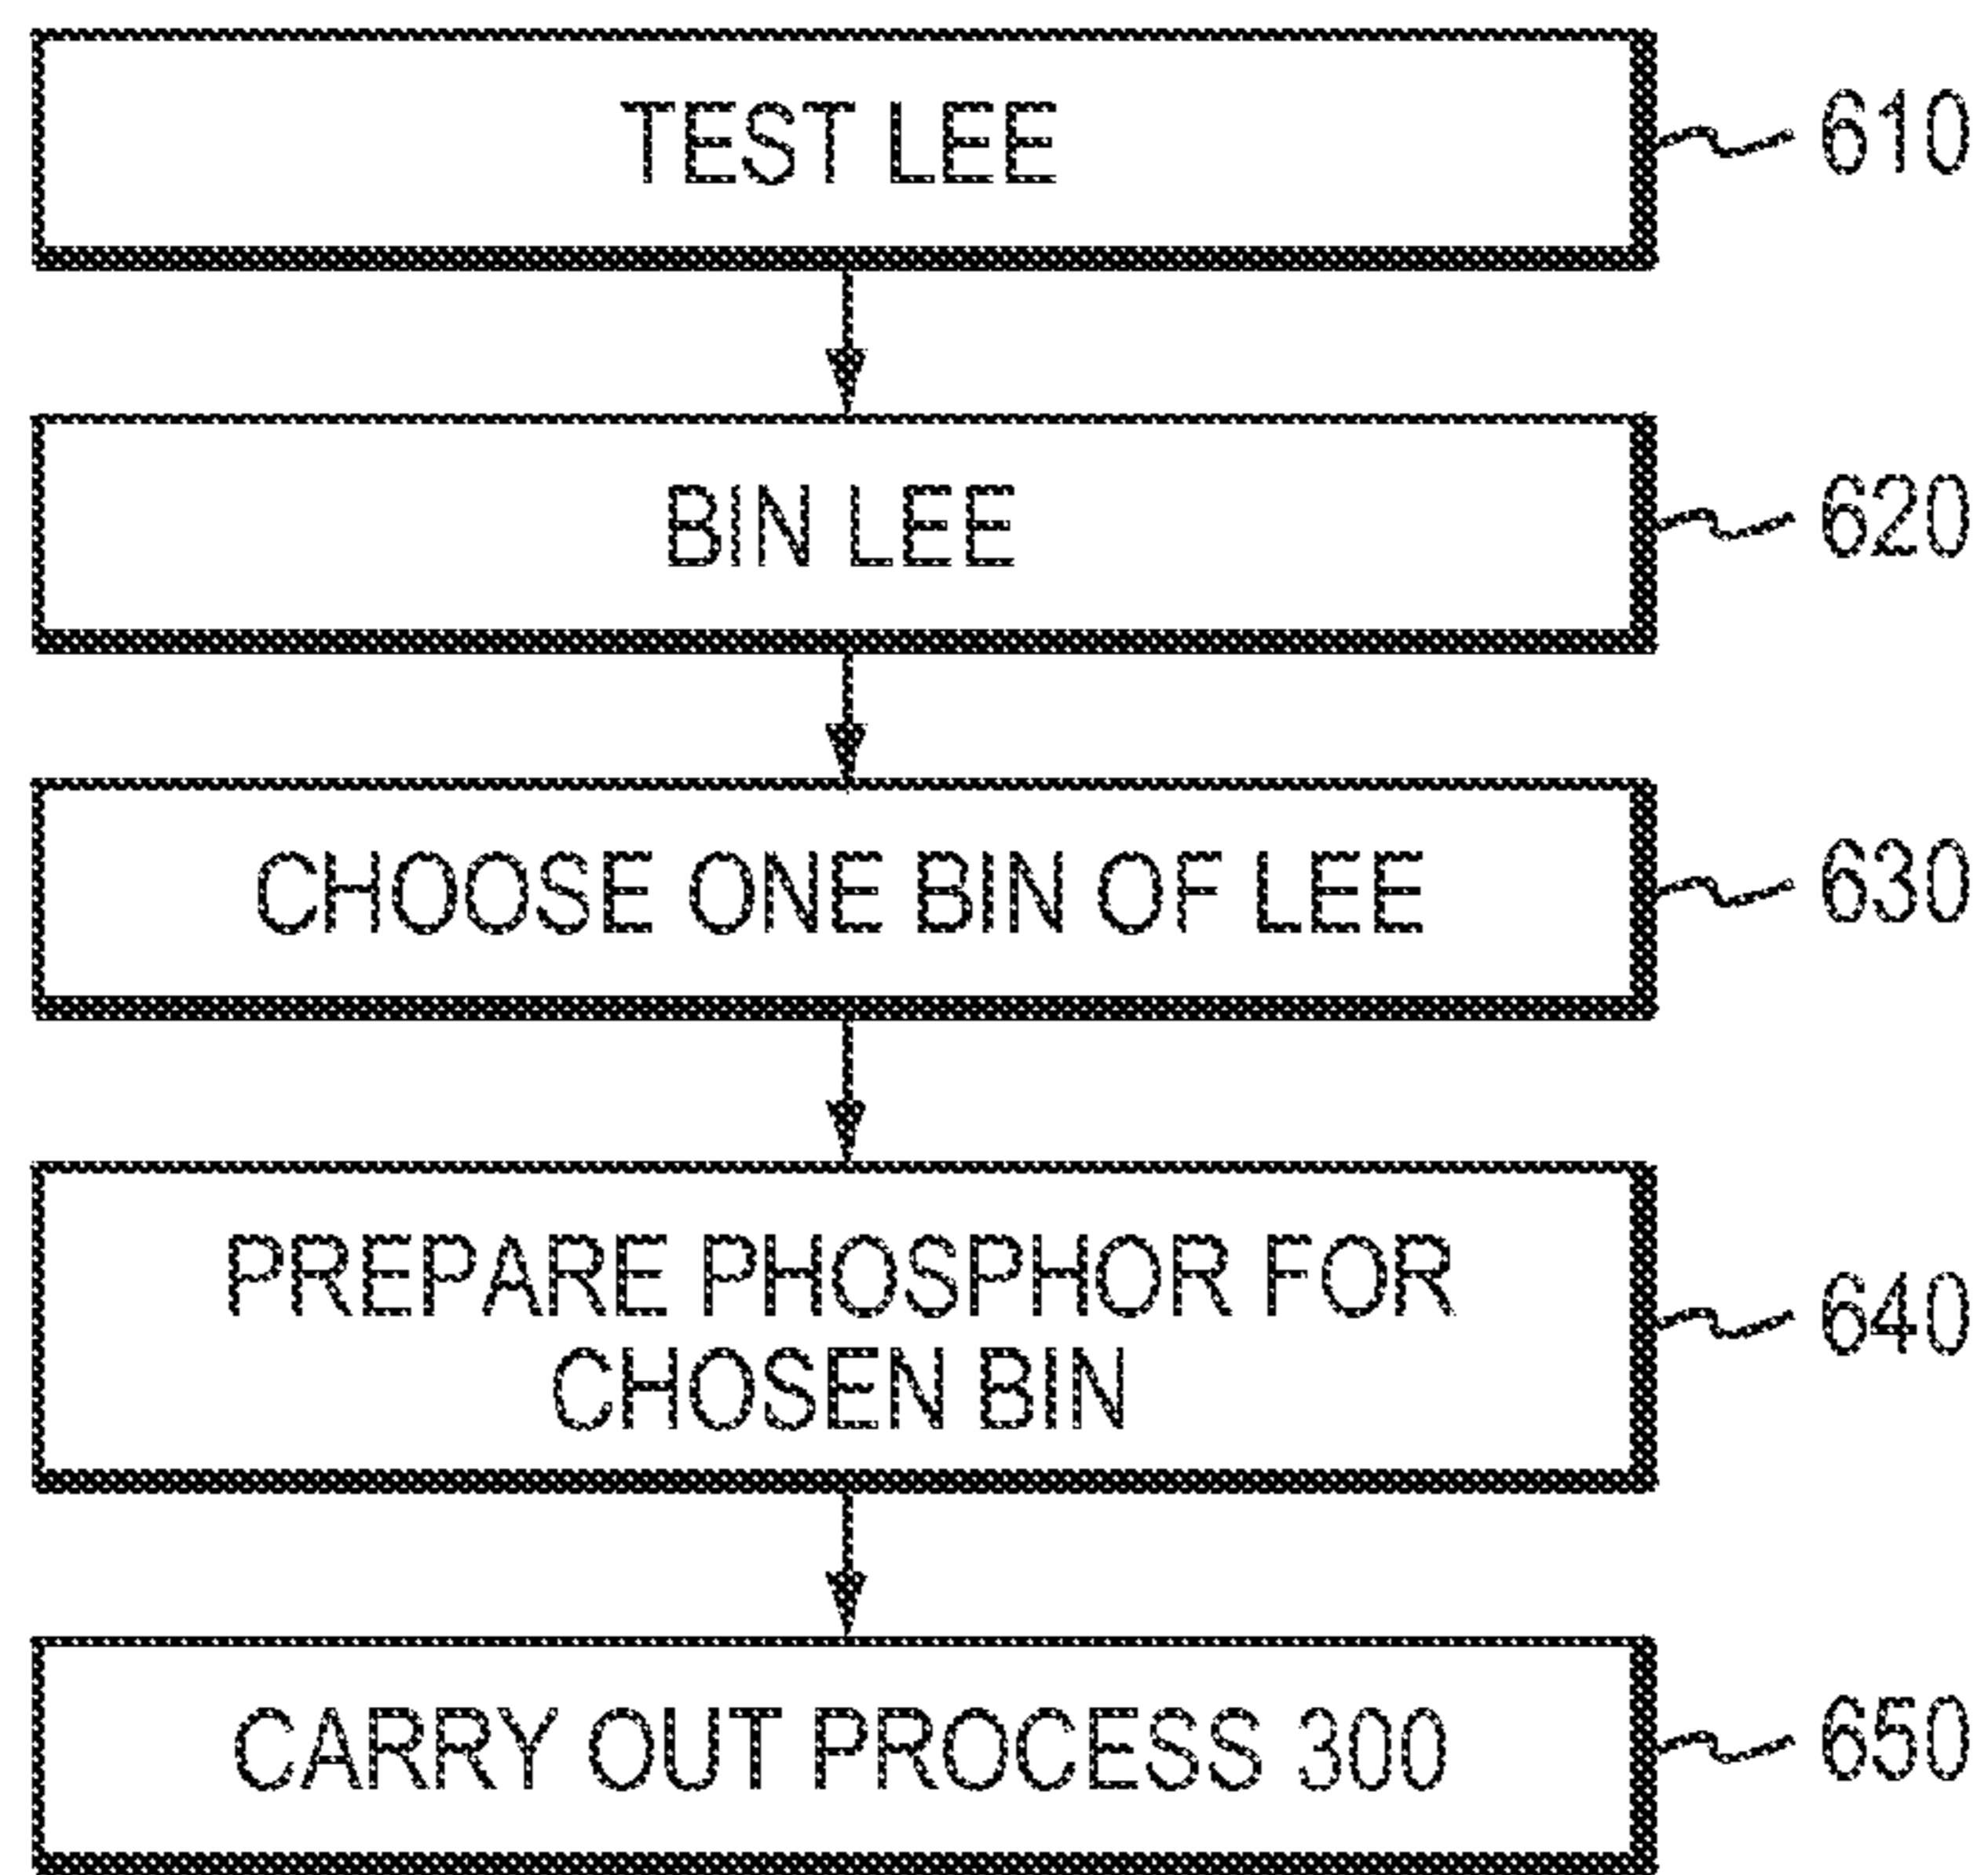 TEST LEE
610
BIN LEE
620
CHOOSE ONE BIN OF LEE
630
PREPARE PHOSPHOR FOR
CHOSEN BIN
640
CARRY OUT PROCESS 300
650